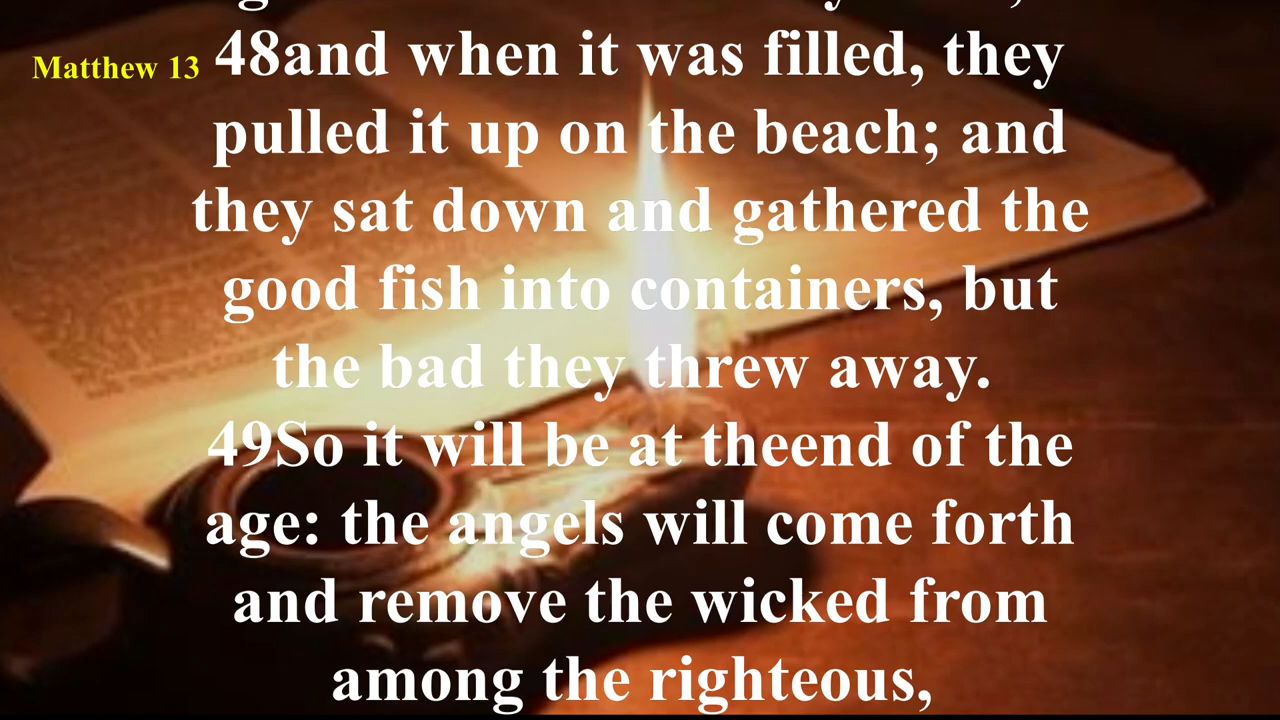 Matthew 13
48and when it was filled, they
pulled it up on the beach; and
they sat down and gathered the
good fish into containers, but
the bad they threw away.
49So it will be at theend of the
age: the angels will come forth
and remove the wicked from
among the righteous,